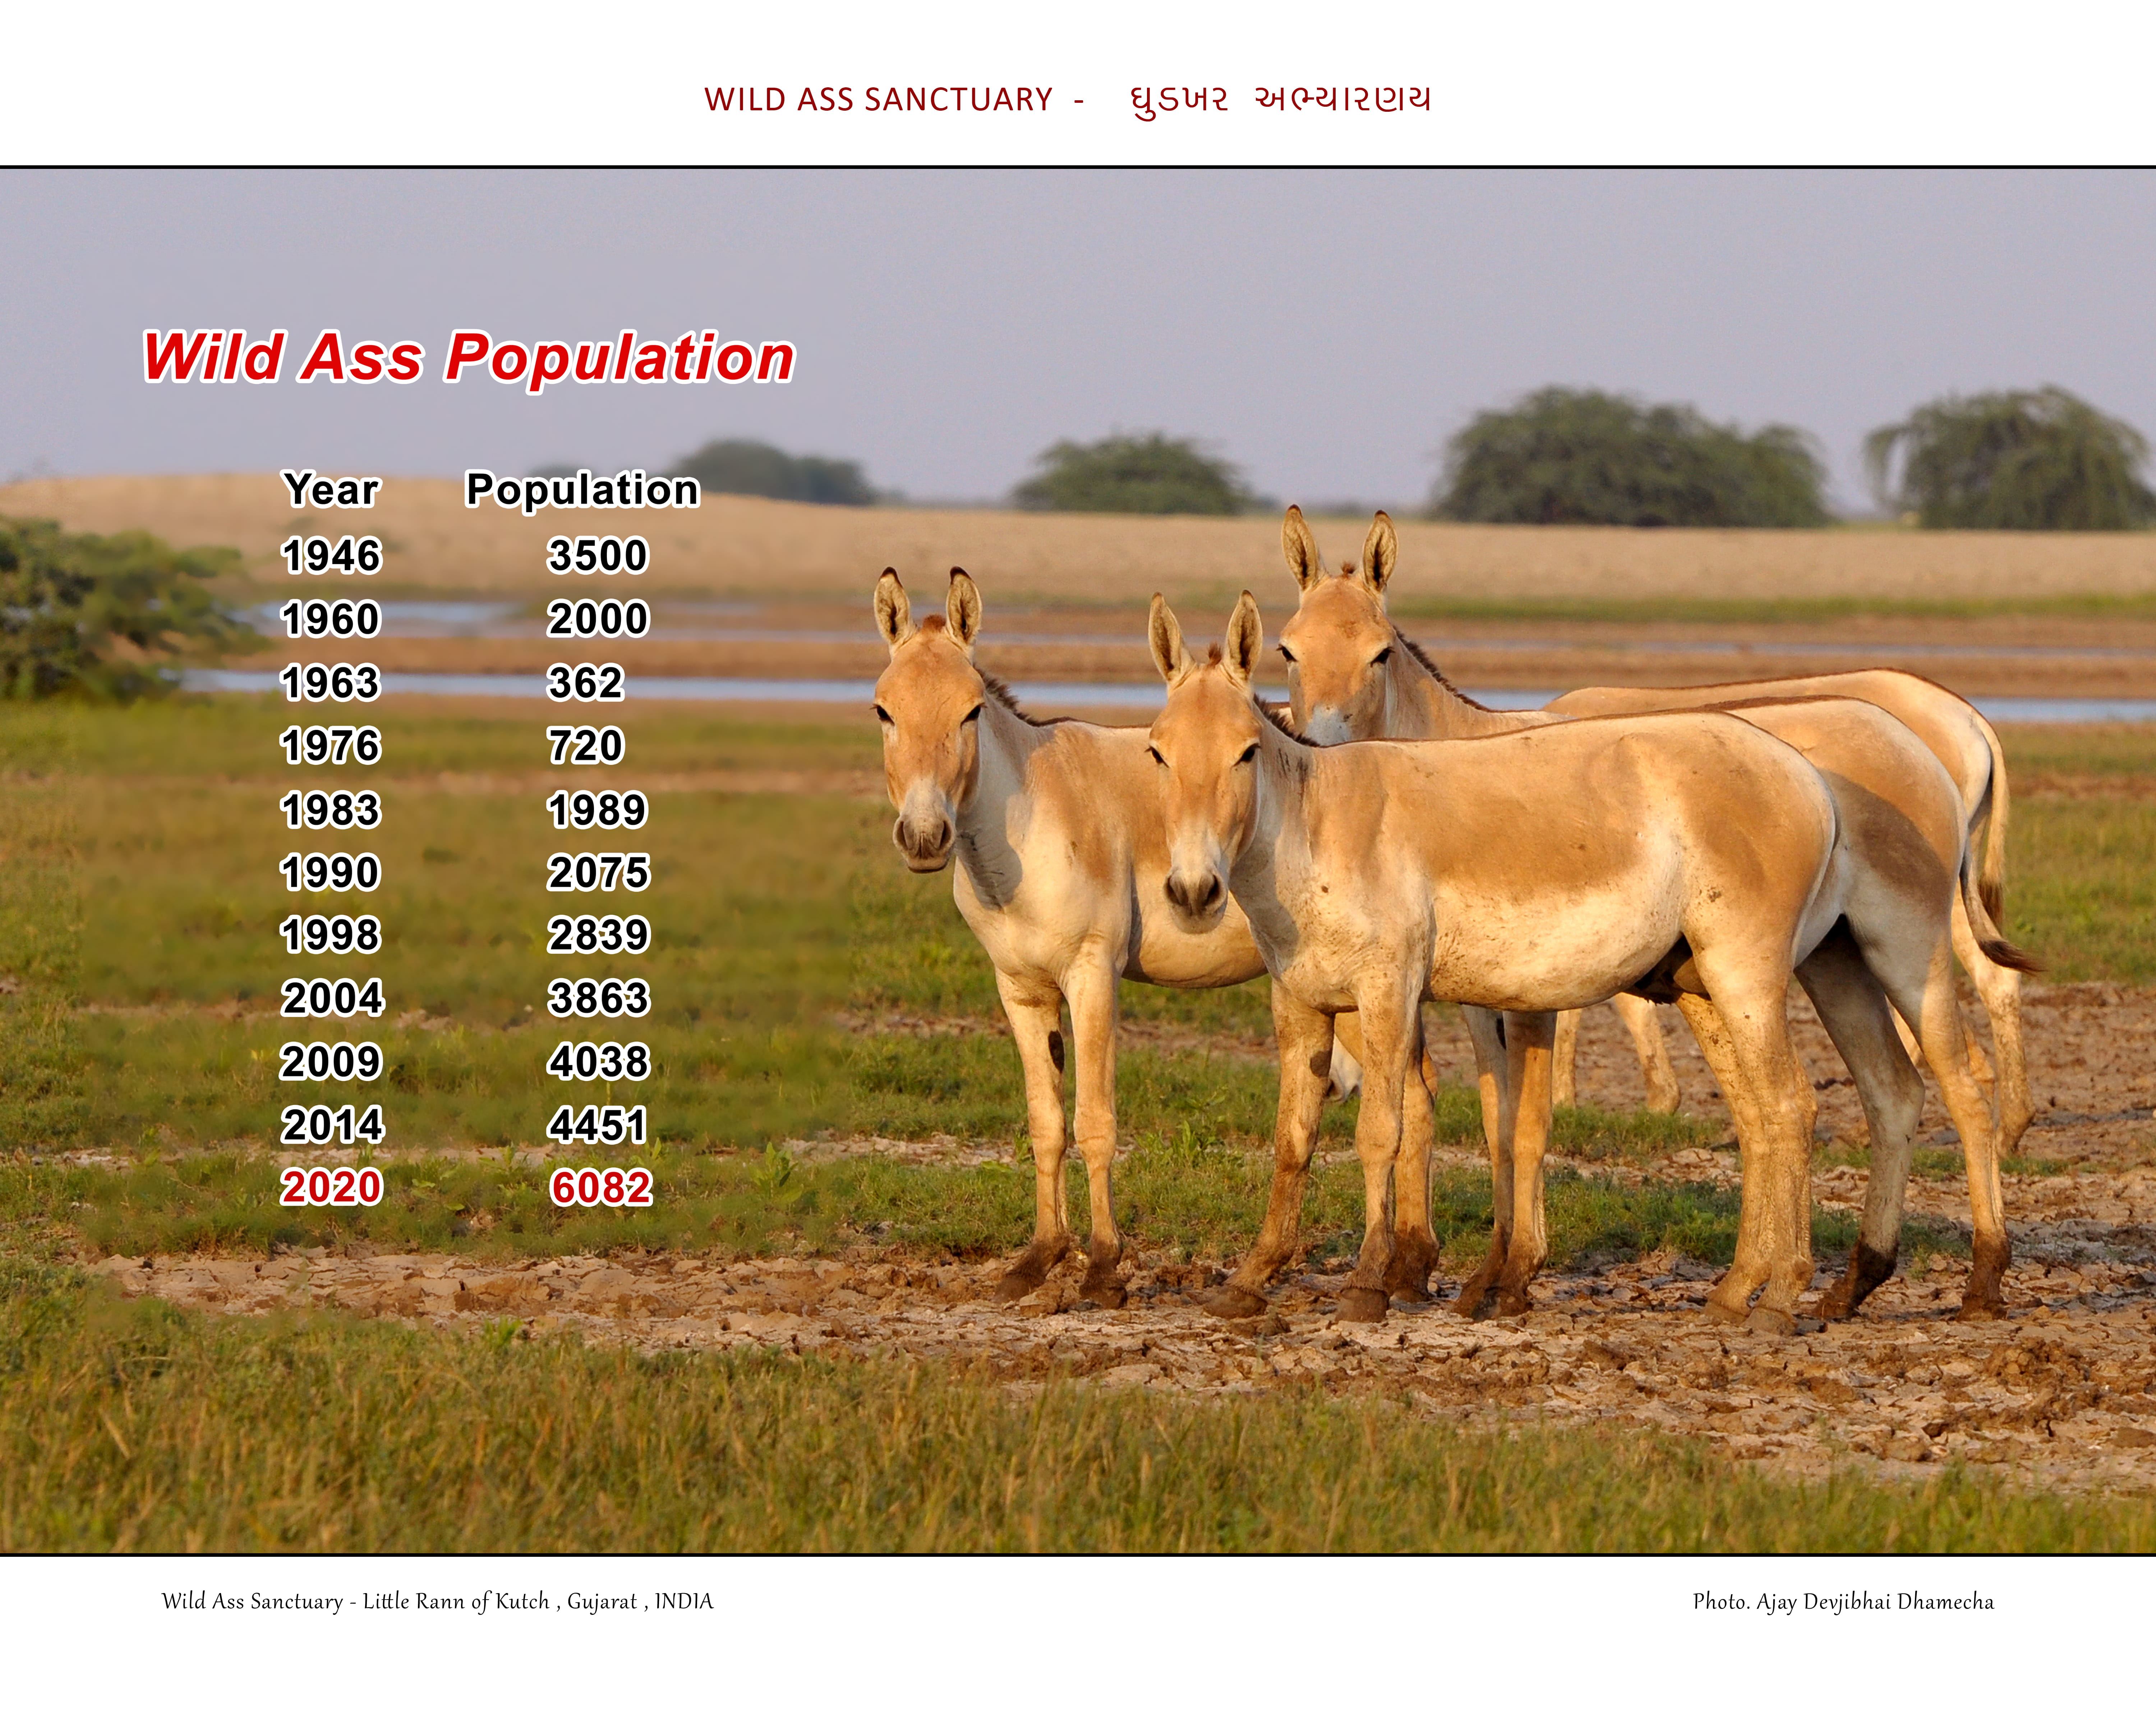 WILD ASS SANCTUARY - ઘુડખર અભ્યારણય
Wild Ass Population
Year Population
1946 3500
1960 2000
1963 362
1976 720
1983 1989
1990 2075
1998 2839
2004 3863
2009 4038
2014 4451
2020 6082
Wild Ass Sanctuary - Little Rann of Kutch , Gujarat , INDIA
Photo. Ajay Devjibhai Dhamecha